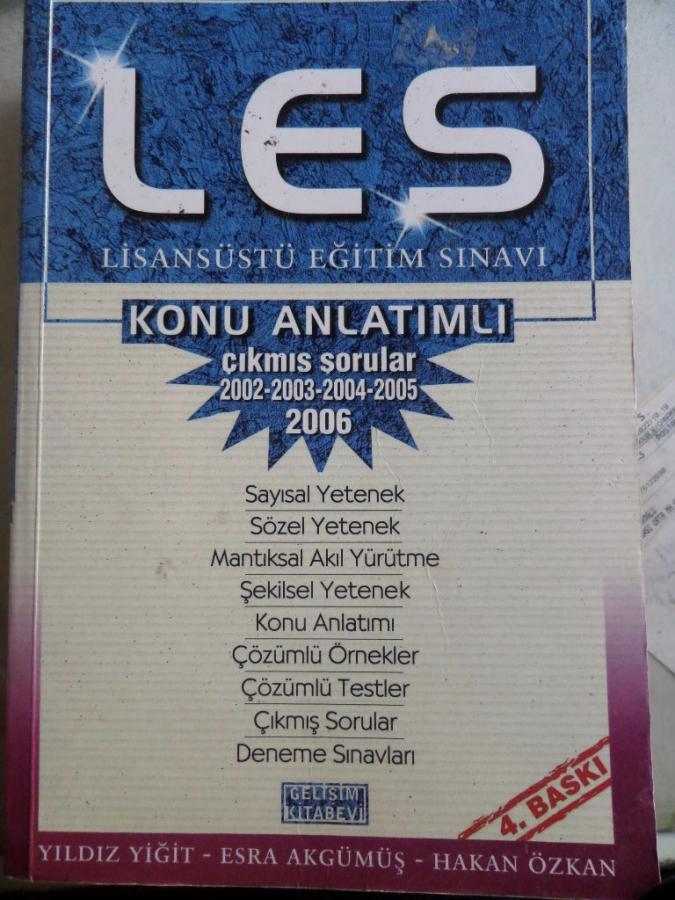 LES
LİSANSÜSTÜ EĞİTİM SINAVI
KONU ANLATIMLI
çıkmıs şorular
2002-2003-2004-2005
2006
Sayısal Yetenek
Sözel Yetenek
Mantıksal Akıl Yürütme
Şekilsel Yetenek
Konu Anlatımı
Çözümlü Örnekler
Çözümlü Testler
Çıkmış Sorular
Deneme Sınavları
GELİŞİM
KİTABEVİ
4. BASKI
YILDIZ YİĞİT - ESRA AKGÜMÜŞ - HAKAN ÖZKAN